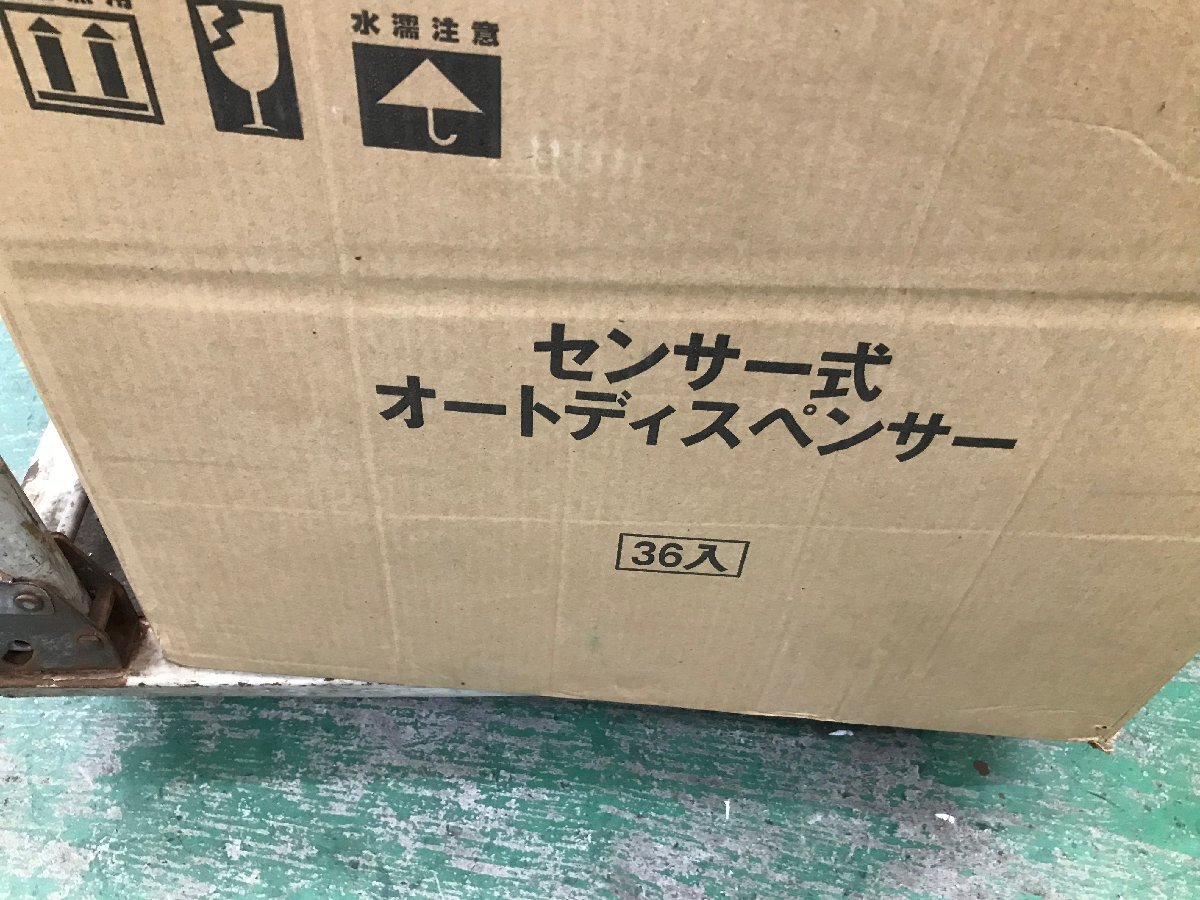 水濡注意
センサー式
オートディスペンサー
36入